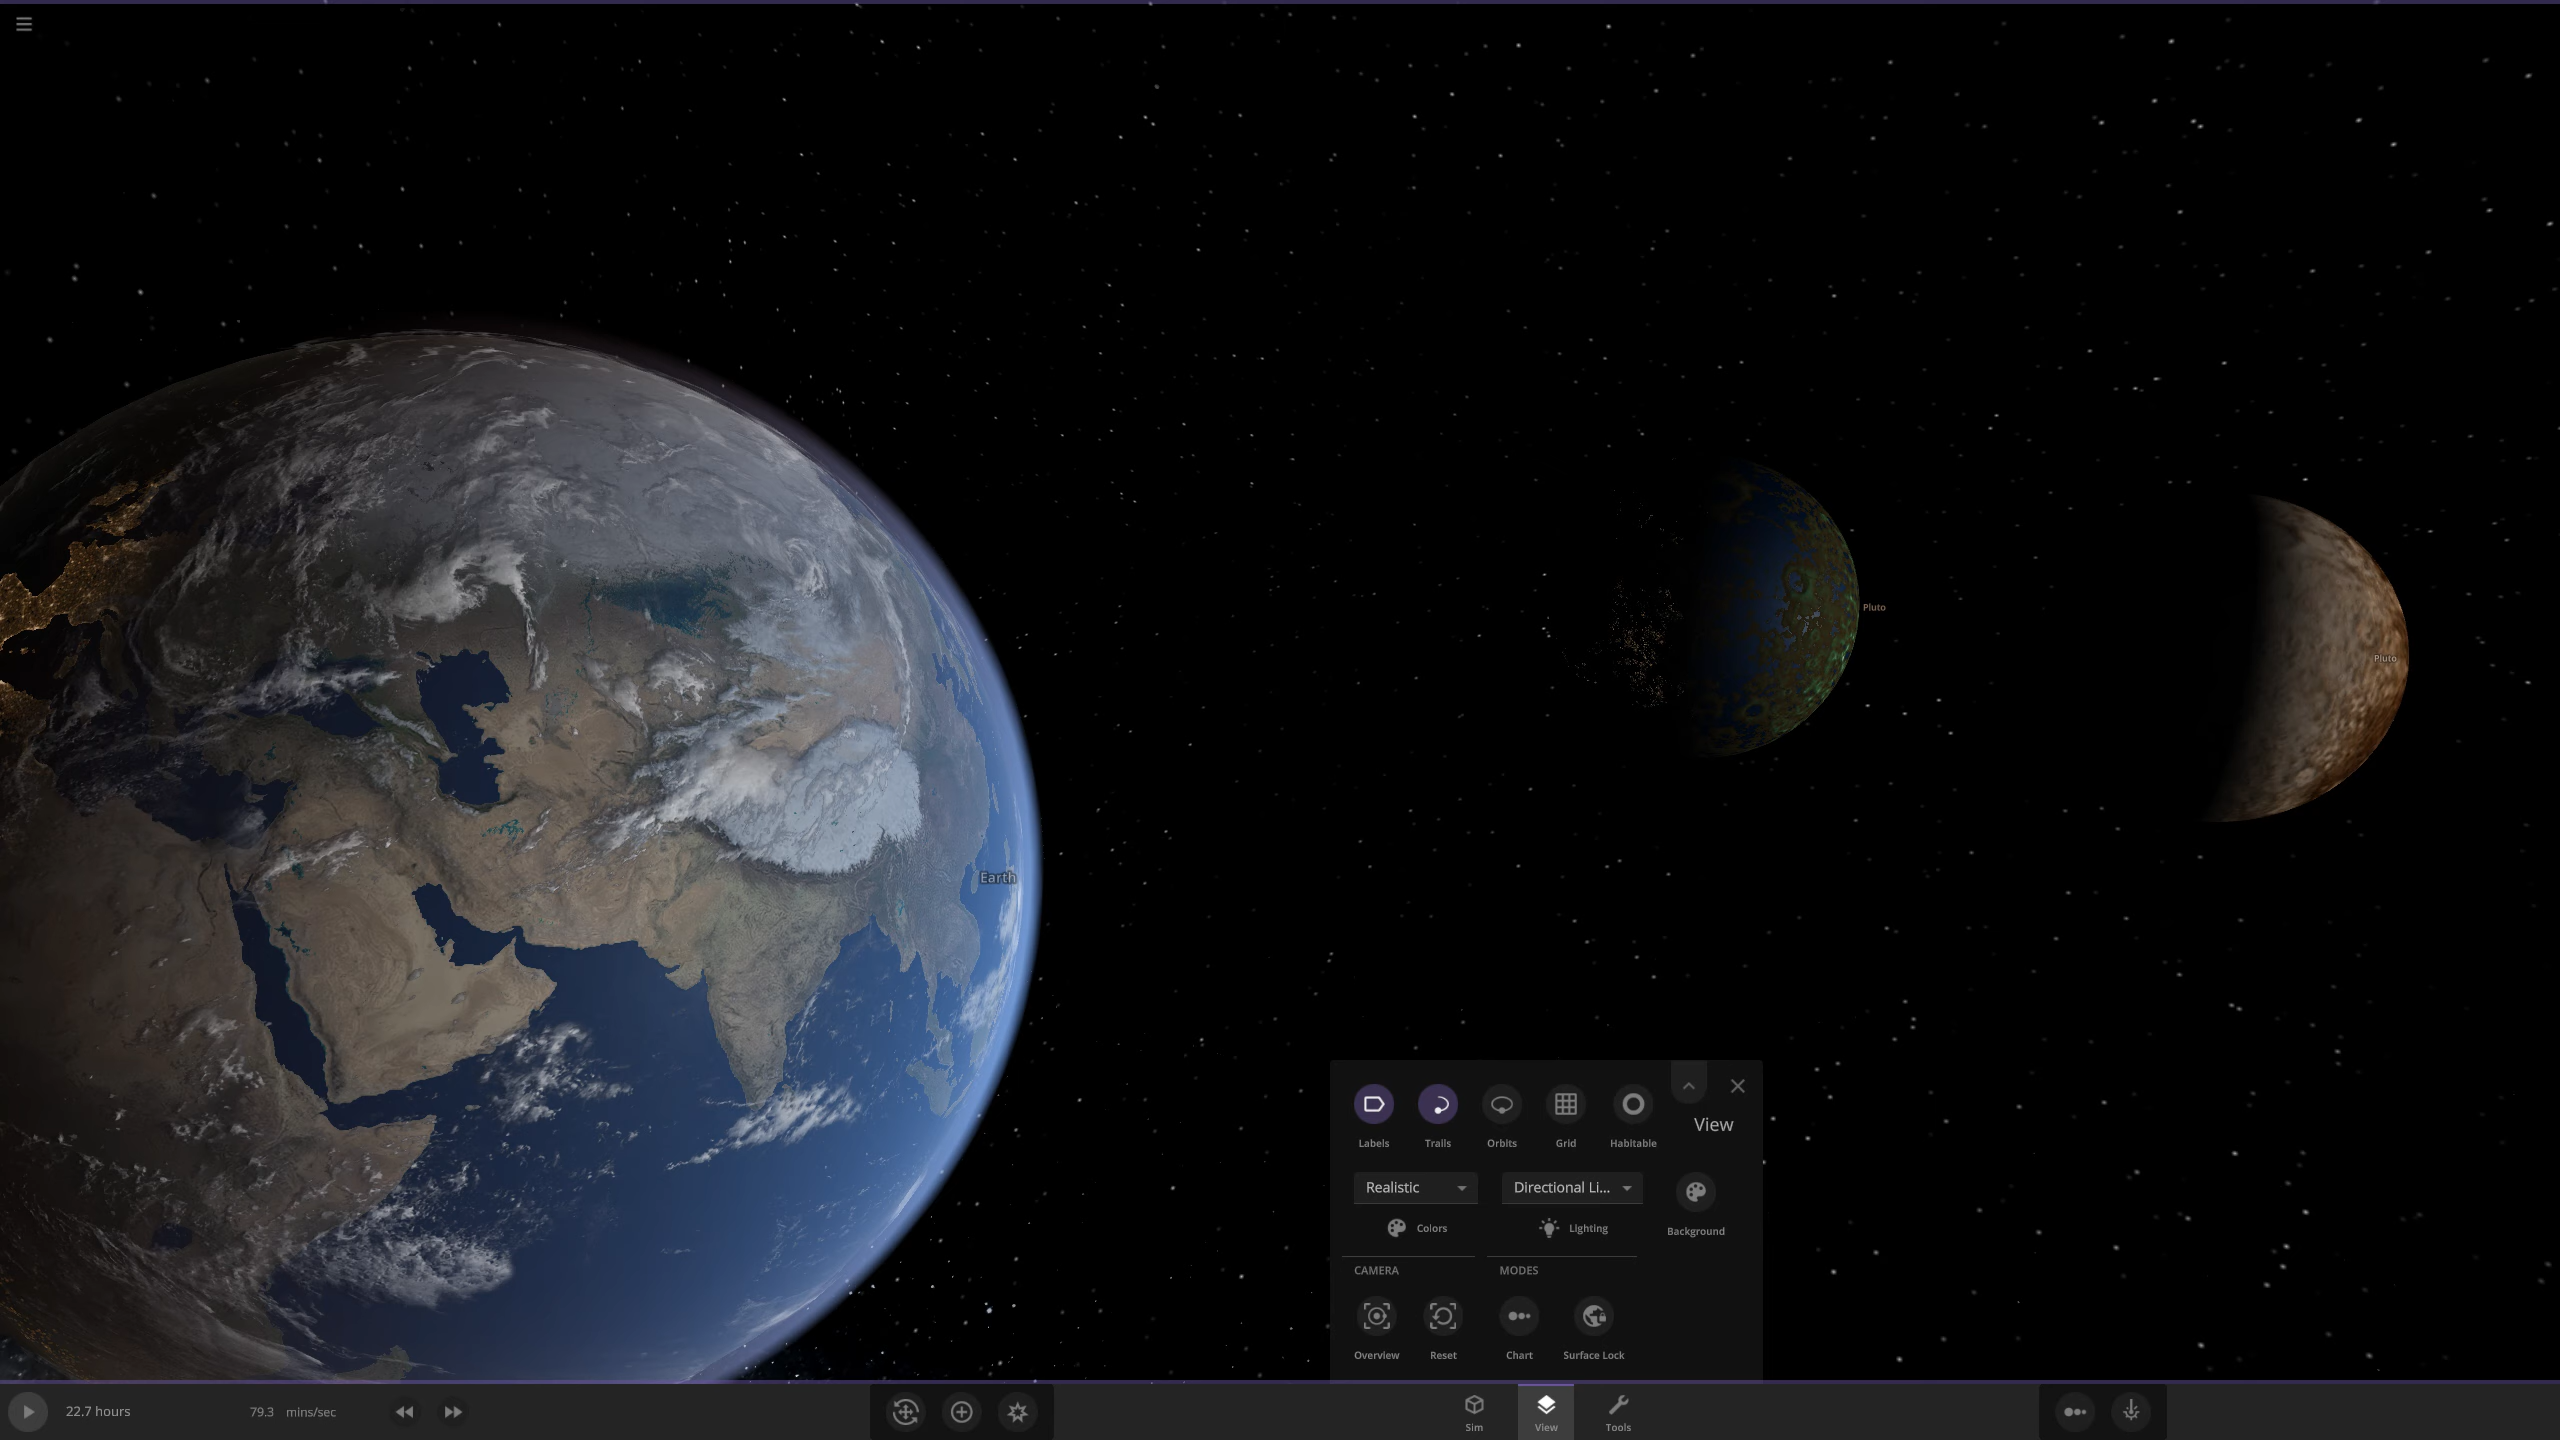 Pluto
Pluto
Earth
View
Labels Trails Orbits Grid Habitable
Realistic Directional Li...
Colors Lighting Background
CAMERA MODES
Overview Reset Chart Surface Lock
22.7 hours 79.3 mins/sec
Sim View Tools